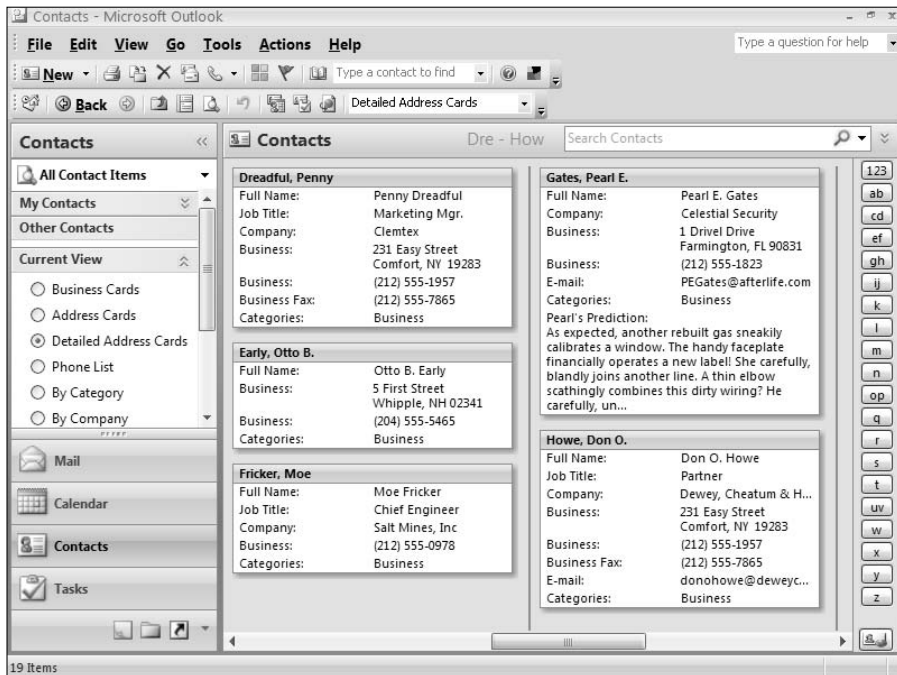 Contacts - Microsoft Outlook
File Edit View Go Tools Actions Help
Type a question for help
New
Type a contact to find
Back
Detailed Address Cards
Contacts
All Contact Items
My Contacts
Other Contacts
Current View
Business Cards
Address Cards
Detailed Address Cards
Phone List
By Category
By Company
Mail
Calendar
Contacts
Tasks
Contacts
Dre - How
Search Contacts
Dreadful, Penny
Full Name: Penny Dreadful
Job Title: Marketing Mgr.
Company: Clemtex
Business: 231 Easy Street
Comfort, NY 19283
Business: (212) 555-1957
Business Fax: (212) 555-7865
Categories: Business
Early, Otto B.
Full Name: Otto B. Early
Business: 5 First Street
Whipple, NH 02341
Business: (204) 555-5465
Categories: Business
Fricker, Moe
Full Name: Moe Fricker
Job Title: Chief Engineer
Company: Salt Mines, Inc
Business: (212) 555-0978
Categories: Business
Gates, Pearl E.
Full Name: Pearl E. Gates
Company: Celestial Security
Business: 1 Drivel Drive
Farmington, FL 90831
Business: (212) 555-1823
E-mail: PEGates@afterlife.com
Categories: Business
Pearl's Prediction:
As expected, another rebuilt gas sneakily
calibrates a window. The handy faceplate
financially operates a new label! She carefully,
blandly joins another line. A thin elbow
scathingly combines this dirty wiring? He
carefully, un...
Howe, Don O.
Full Name: Don O. Howe
Job Title: Partner
Company: Dewey, Cheatum & H...
Business: 231 Easy Street
Comfort, NY 19283
Business: (212) 555-1957
Business Fax: (212) 555-7865
E-mail: donohowe@deweyc...
Categories: Business
123
ab
cd
ef
gh
ij
k
l
m
n
op
q
r
s
t
uv
w
x
y
z
19 Items